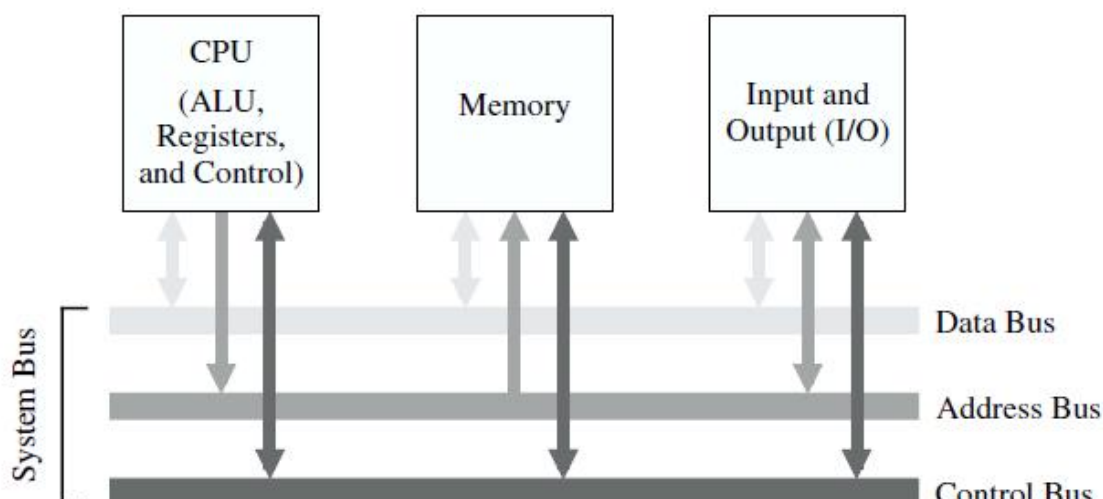 CPU
(ALU,
Registers,
and Control)
Memory
Input and
Output (I/O)
Data Bus
Address Bus
Control Bus
System Bus